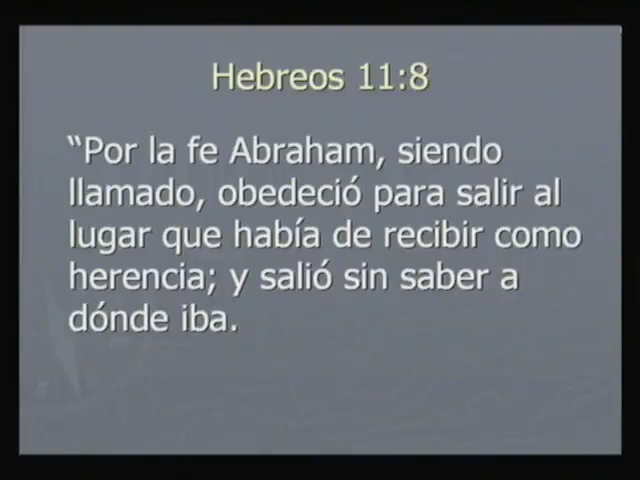 Hebreos 11:8
“Por la fe Abraham, siendo
llamado, obedeció para salir al
lugar que había de recibir como
herencia; y salió sin saber a
dónde iba.